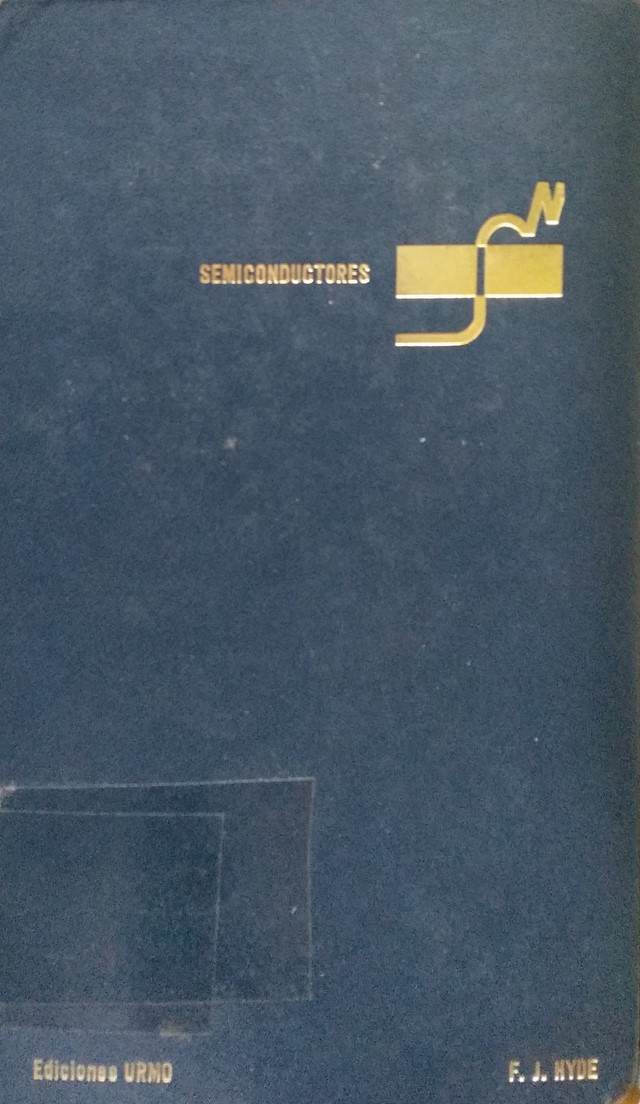 SEMICONDUCTORES
Ediciones URMO
F. J. HYDE